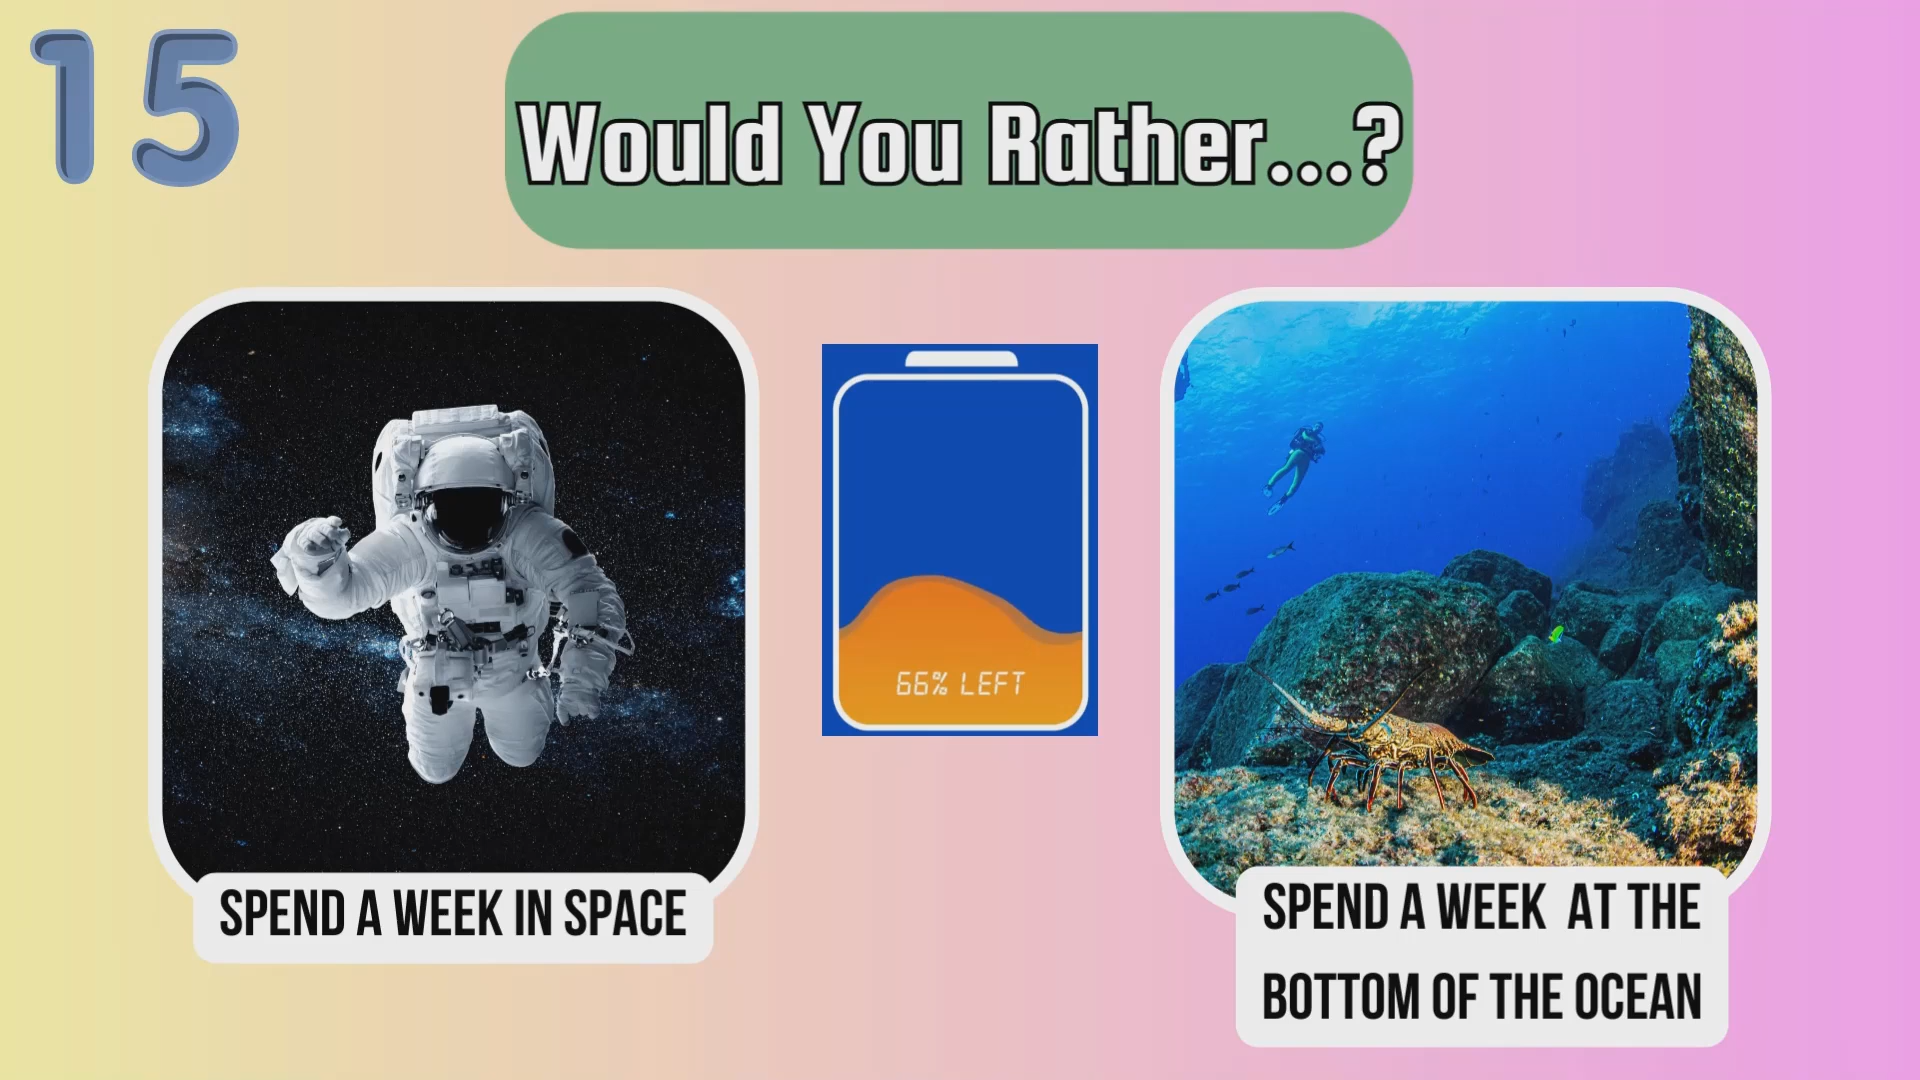 15
Would You Rather...?
66% LEFT
SPEND A WEEK IN SPACE
SPEND A WEEK AT THE
BOTTOM OF THE OCEAN